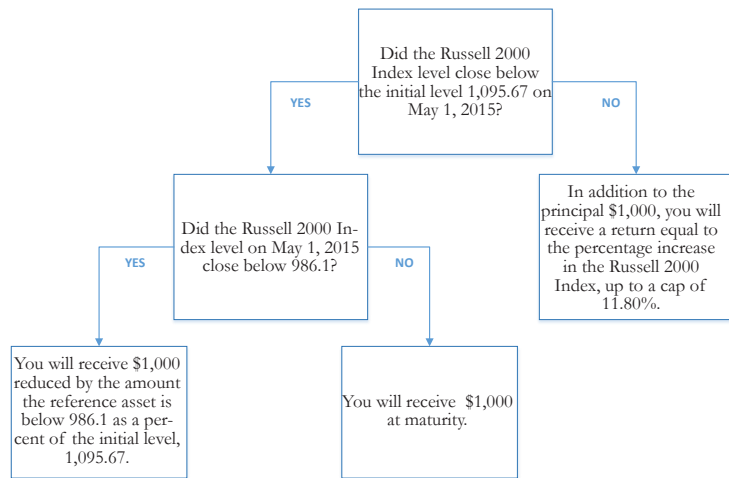 Did the Russell 2000
Index level close below
the initial level 1,095.67 on
May 1, 2015?
YES
NO
Did the Russell 2000 In-
dex level on May 1, 2015
close below 986.1?
In addition to the
principal $1,000, you will
receive a return equal to
the percentage increase
in the Russell 2000
Index, up to a cap of
11.80%.
YES
NO
You will receive $1,000
reduced by the amount
the reference asset is
below 986.1 as a per-
cent of the initial level,
1,095.67.
You will receive $1,000
at maturity.